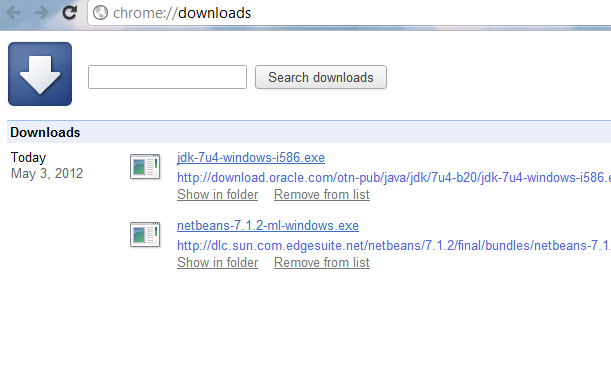 chrome://downloads
Search downloads
Downloads
Today
May 3, 2012
jdk-7u4-windows-i586.exe
http://download.oracle.com/otn-pub/java/jdk/7u4-b20/jdk-7u4-windows-i586.e
Show in folder Remove from list
netbeans-7.1.2-ml-windows.exe
http://dlc.sun.com.edgesuite.net/netbeans/7.1.2/final/bundles/netbeans-7.1.
Show in folder Remove from list